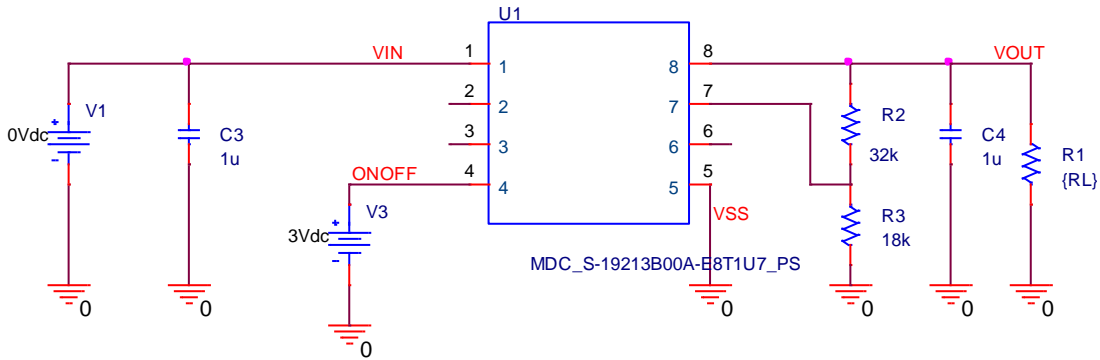 U1
VIN
1
1
8
8
VOUT
V1
0Vdc
+
-
C3
1u
2
2
7
7
R2
32k
C4
1u
R1
{RL}
3
3
6
6
ONOFF
4
4
5
5
VSS
V3
3Vdc
+
-
R3
18k
MDC_S-19213B00A-E8T1U7_PS
0
0
0
0
0
0
0